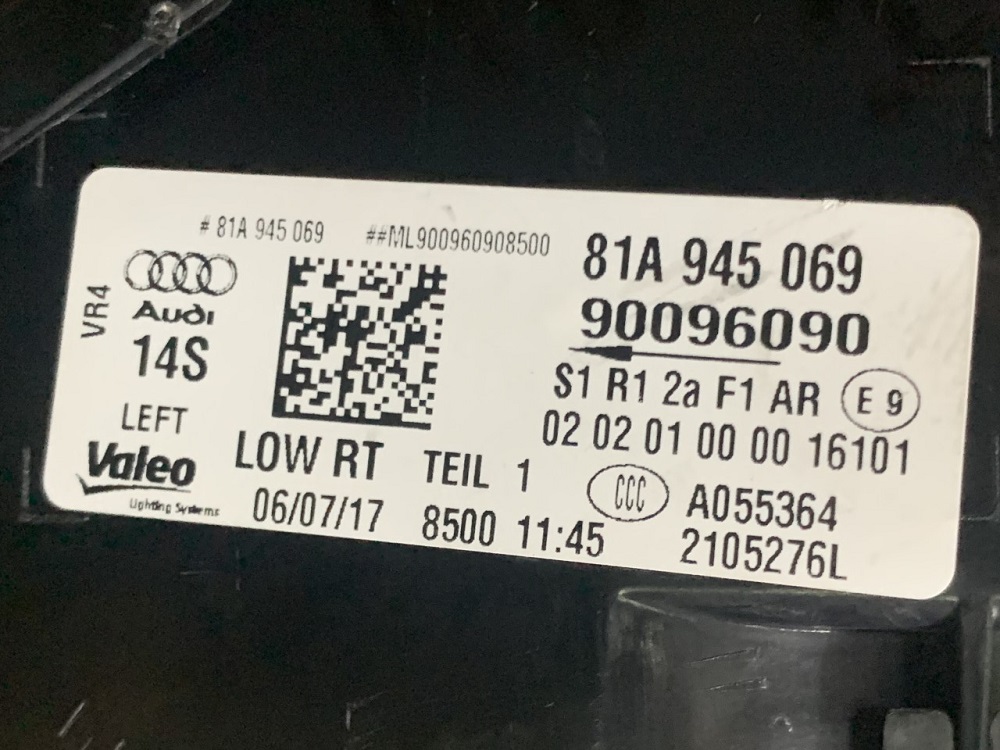 # 81A 945 069
##ML900960908500
81A 945 069
90096090
VR4
Audi
14S
LEFT
Valeo
Lighting Systems
LOW RT
TEIL 1
06/07/17
8500 11:45
S1 R1 2a F1 AR
E 9
02 02 01 00 00 16101
CCC
A055364
2105276L